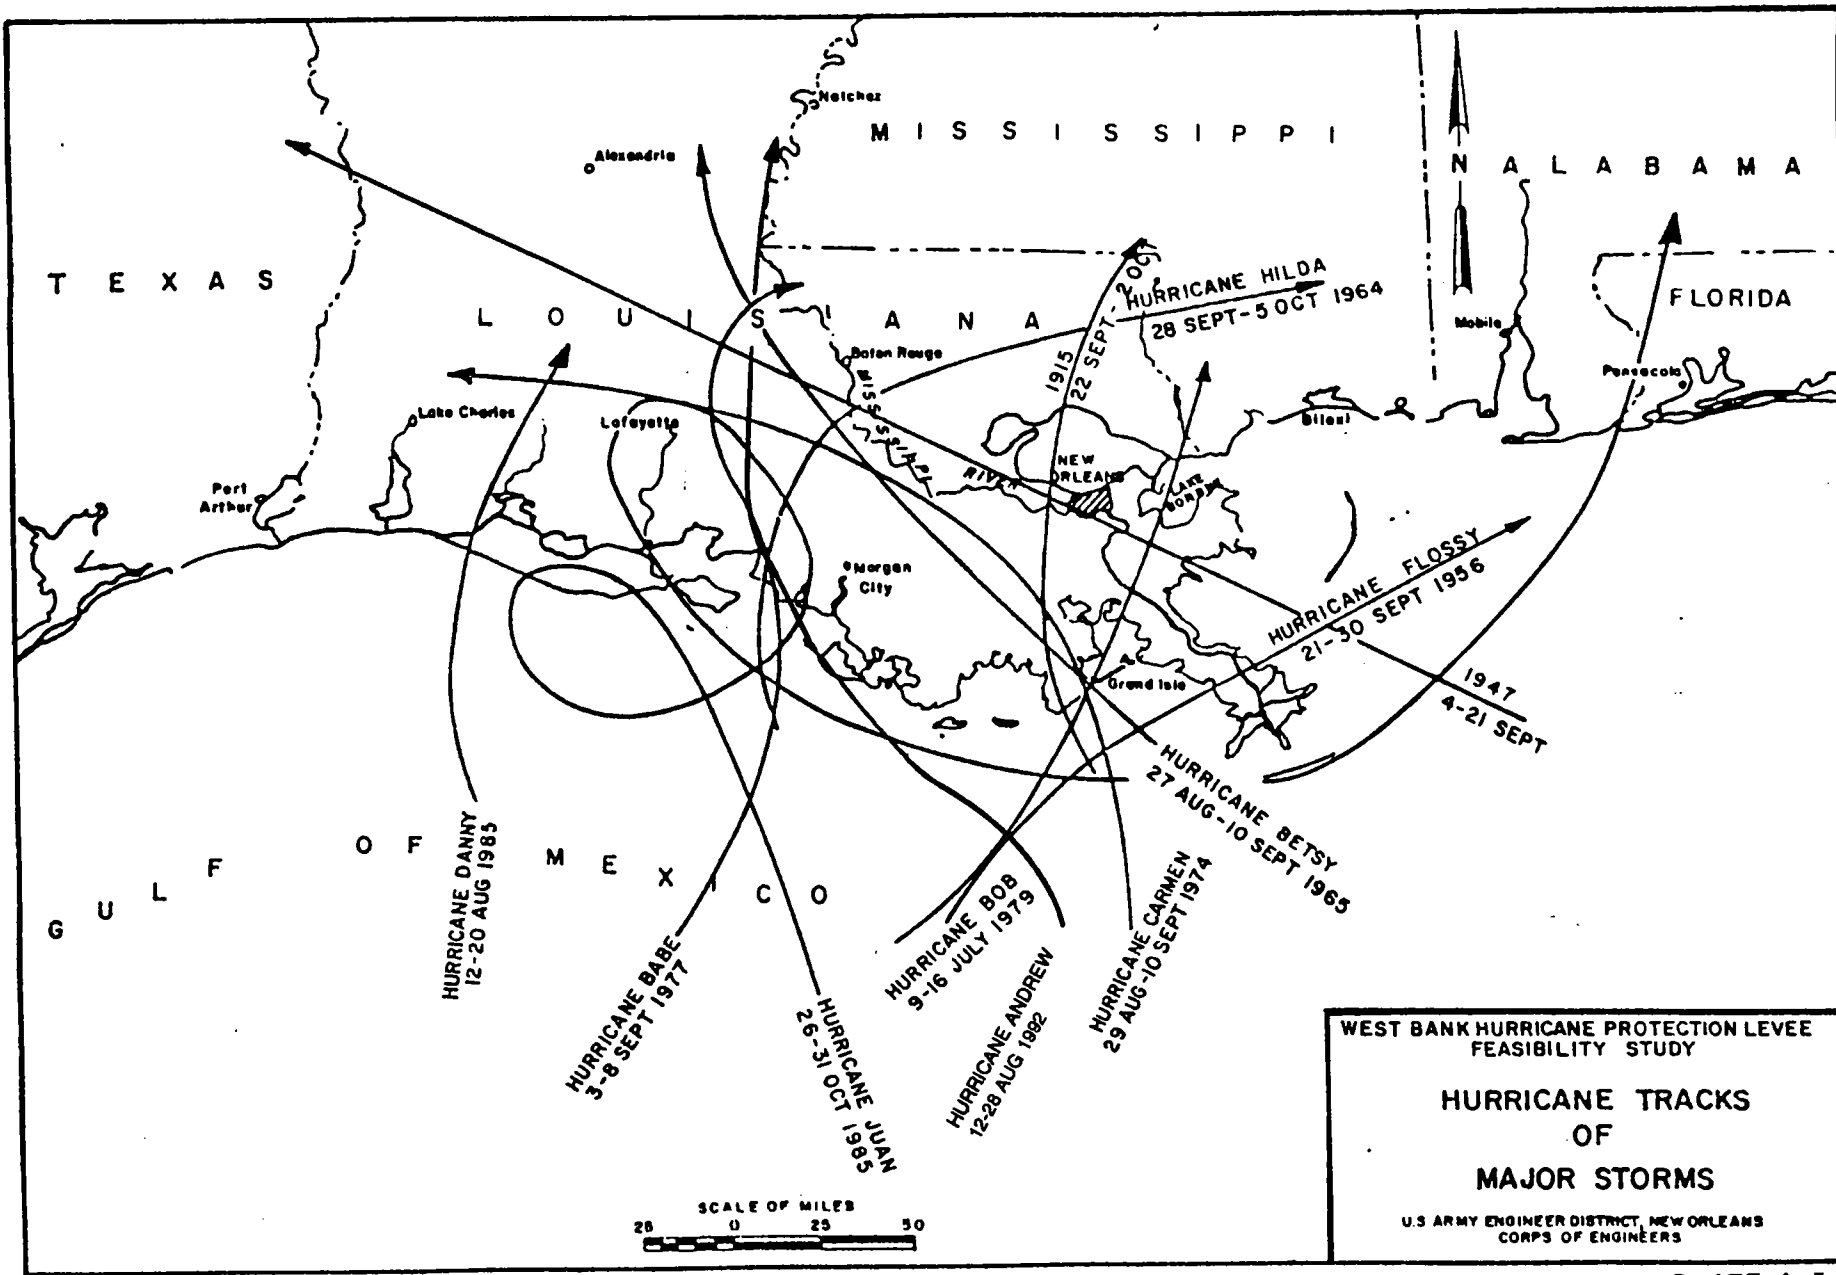 Natchez
MISSISSIPPI
Alexandria
N
ALABAMA
TEXAS
LOUISIANA
HURRICANE HILDA
28 SEPT-5 OCT 1964
1915
22 SEPT-2 OCT
FLORIDA
Mobile
Pensacola
Baton Rouge
Biloxi
Lake Charles
Lafayette
MISSISSIPPI RIVER
NEW
ORLEANS
LAKE
BORGNE
Port
Arthur
Morgan
City
Grand Isle
HURRICANE FLOSSY
21-30 SEPT 1956
1947
4-21 SEPT
HURRICANE BETSY
27 AUG-10 SEPT 1965
GULF OF MEXICO
HURRICANE DANNY
12-20 AUG 1985
HURRICANE BABE
3-8 SEPT 1977
HURRICANE JUAN
26-31 OCT 1985
HURRICANE BOB
9-16 JULY 1979
HURRICANE ANDREW
12-28 AUG 1992
HURRICANE CARMEN
29 AUG-10 SEPT 1974
SCALE OF MILES
25 0 25 50
WEST BANK HURRICANE PROTECTION LEVEE
FEASIBILITY STUDY
HURRICANE TRACKS
OF
MAJOR STORMS
U.S ARMY ENGINEER DISTRICT, NEW ORLEANS
CORPS OF ENGINEERS